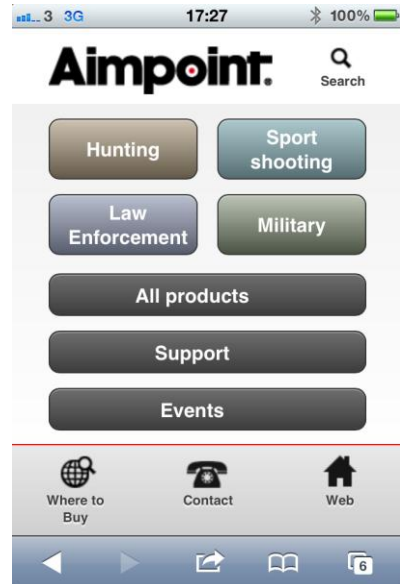 3 3G 17:27 100%
Aimpoint.
Search
Hunting
Sport
shooting
Law
Enforcement
Military
All products
Support
Events
Where to
Buy
Contact
Web
6